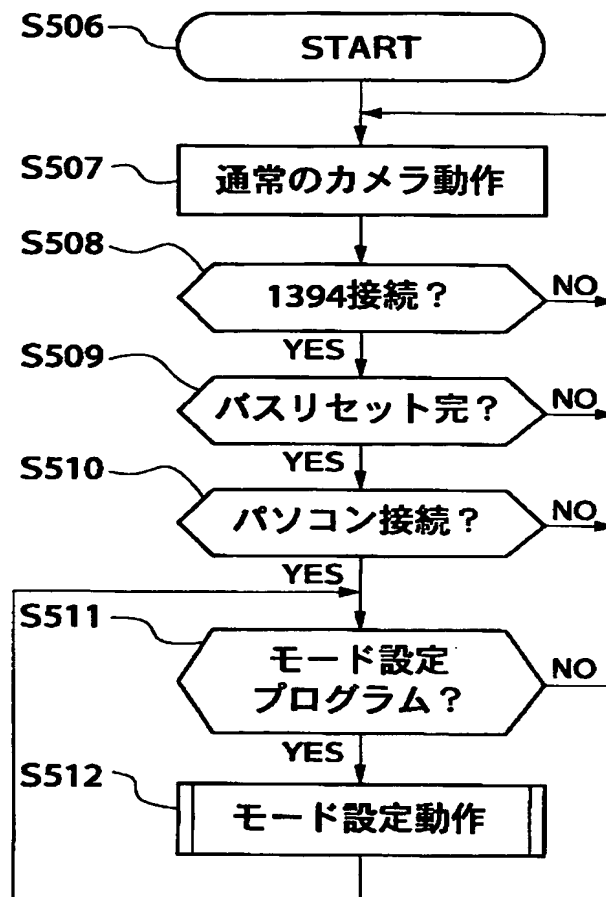 S506
START
S507
通常のカメラ動作
S508
1394接続？
NO
YES
S509
バスリセット完？
NO
YES
S510
パソコン接続？
NO
YES
S511
モード設定
プログラム？
NO
YES
S512
モード設定動作